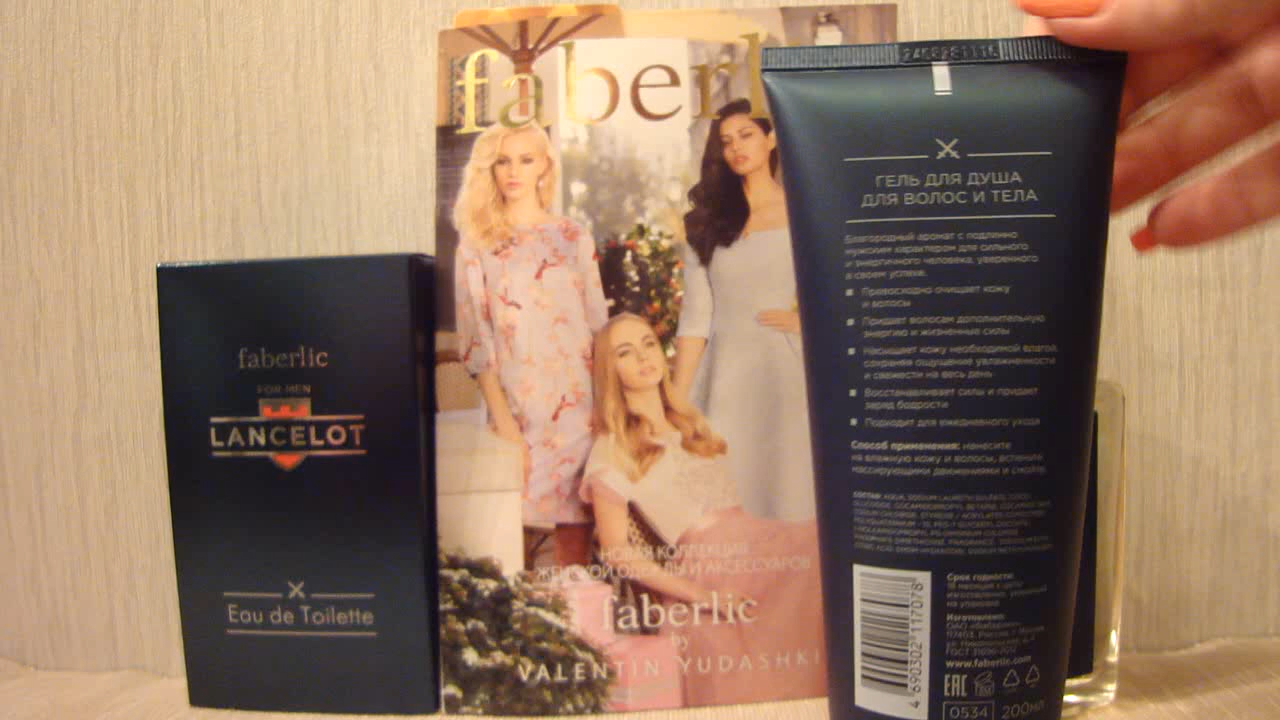 faberlic
FOR MEN
LANCELOT
Eau de Toilette
faberl
НОВАЯ КОЛЛЕКЦИЯ
ЖЕНСКОЙ ОДЕЖДЫ И АКСЕССУАРОВ
faberlic
by
VALENTIN YUDASHKI
ГЕЛЬ ДЛЯ ДУША
ДЛЯ ВОЛОС И ТЕЛА
Благородный аромат с подлинно
мужским характером для сильного
и энергичного человека, уверенного
в своем успехе.
Превосходно очищает кожу
и волосы
Придает волосам дополнительную
энергию и жизненные силы
Насыщает кожу необходимой влагой,
сохраняя ощущение увлажненности
и свежести на весь день
Восстанавливает силы и придает
заряд бодрости
Подходит для ежедневного ухода
Способ применения: нанесите
на влажную кожу и волосы, вспеньте
массирующими движениями и смойте.
Срок годности:
Изготовлено:
www.faberlic.com
4 690302 117078
EAC
0534
200мл